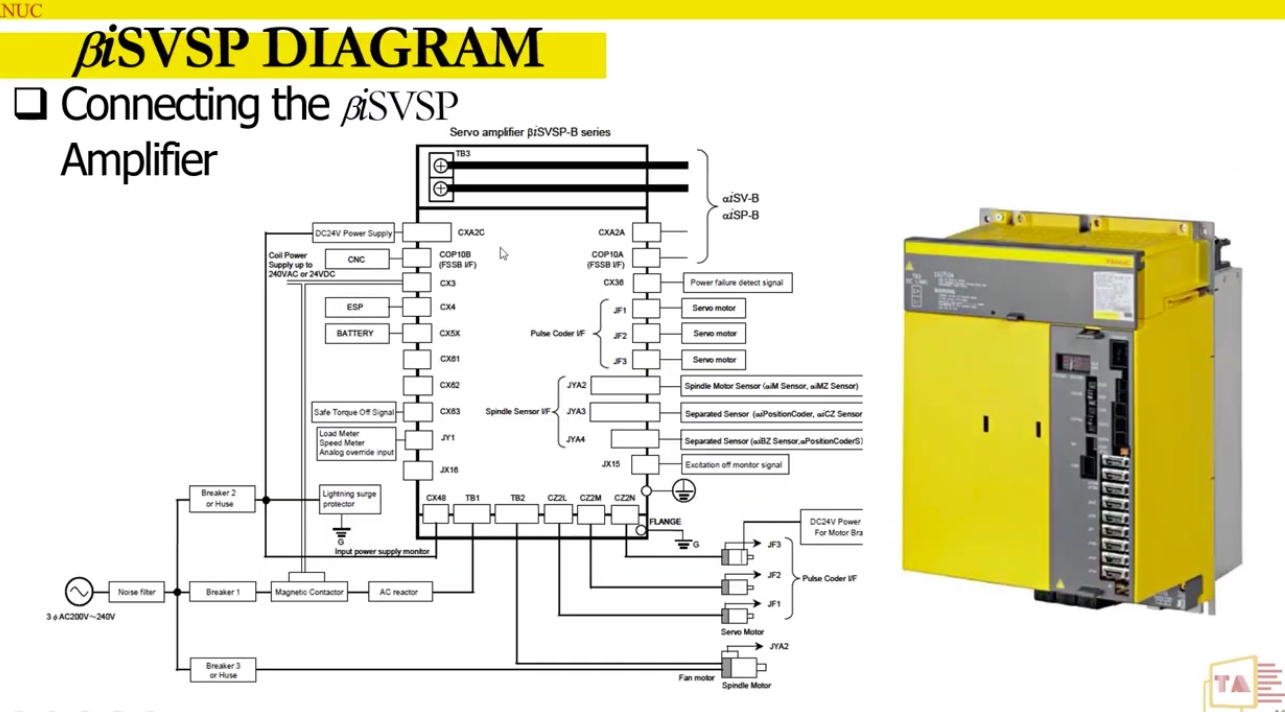 NUC
βiSVSP DIAGRAM
❑ Connecting the βiSVSP
Amplifier
Servo amplifier βiSVSP-B series
TB3
αiSV-B
αiSP-B
DC24V Power Supply
CXA2C
CXA2A
Coil Power
Supply up to
240VAC or 24VDC
CNC
COP10B
(FSSB I/F)
COP10A
(FSSB I/F)
CX3
CX36
Power failure detect signal
ESP
CX4
JF1
Servo motor
BATTERY
CX5X
Pulse Coder I/F
JF2
Servo motor
CX61
JF3
Servo motor
CX62
JYA2
Spindle Motor Sensor (αiM Sensor, αiMZ Sensor)
Safe Torque Off Signal
CX63
Spindle Sensor I/F
JYA3
Separated Sensor (αiPositionCoder, αiCZ Sensor
Load Meter
Speed Meter
Analog override input
JY1
JYA4
Separated Sensor (αiBZ Sensor,αPositionCoderS)
JX16
JX15
Excitation off monitor signal
Breaker 2
or Huse
Lightning surge
protector
CX48
TB1
TB2
CZ2L
CZ2M
CZ2N
FLANGE
G
G
Input power supply monitor
DC24V Power
For Motor Bra
JF3
JF2
Pulse Coder I/F
JF1
Servo Motor
Noise filter
Breaker 1
Magnetic Contactor
AC reactor
3φAC200V～240V
JYA2
Breaker 3
or Huse
Fan motor
Spindle Motor
FANUC
TA